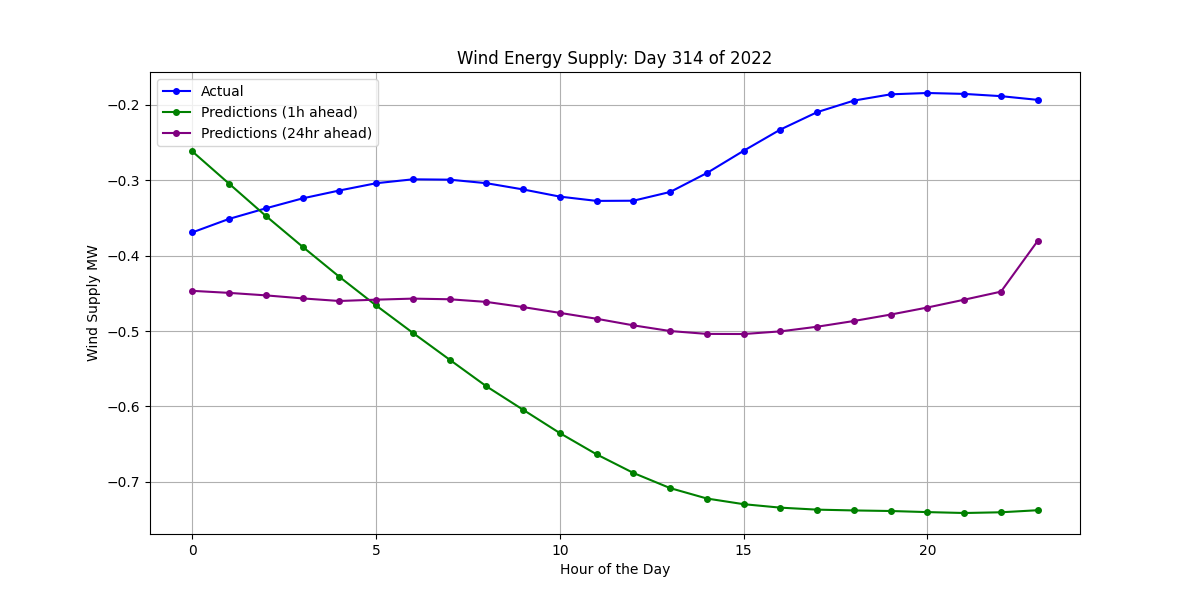 Wind Energy Supply: Day 314 of 2022
Actual
Predictions (1h ahead)
Predictions (24hr ahead)
−0.2
−0.3
−0.4
−0.5
−0.6
−0.7
Wind Supply MW
0 5 10 15 20
Hour of the Day